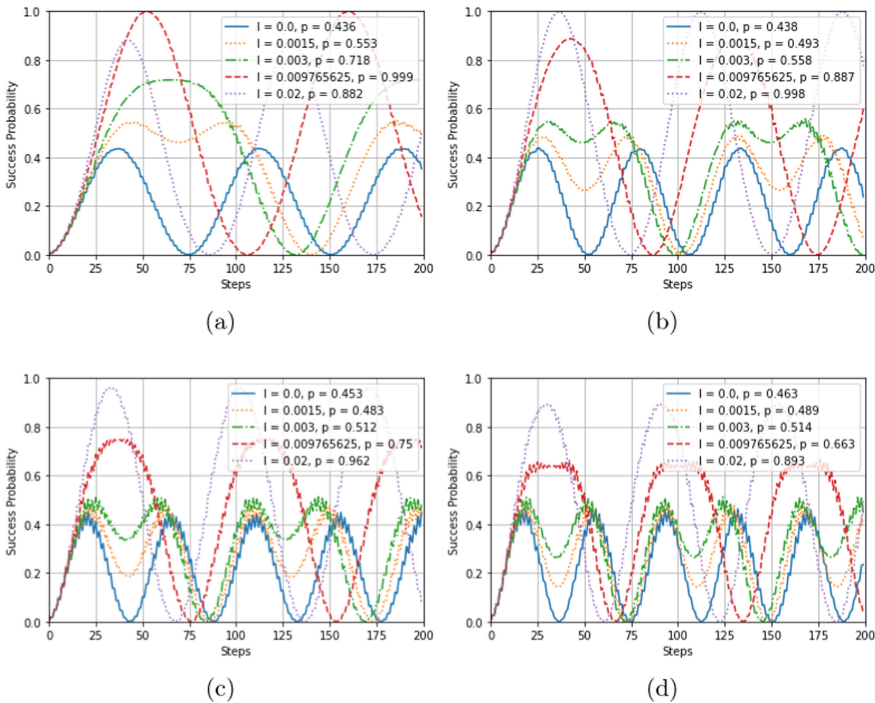 1.0
0.8
0.6
0.4
0.2
0.0
Success Probability
l = 0.0, p = 0.436
l = 0.0015, p = 0.553
l = 0.003, p = 0.718
l = 0.009765625, p = 0.999
l = 0.02, p = 0.882
0 25 50 75 100 125 150 175 200
Steps
(a)
1.0
0.8
0.6
0.4
0.2
0.0
Success Probability
l = 0.0, p = 0.438
l = 0.0015, p = 0.493
l = 0.003, p = 0.558
l = 0.009765625, p = 0.887
l = 0.02, p = 0.998
0 25 50 75 100 125 150 175 200
Steps
(b)
1.0
0.8
0.6
0.4
0.2
0.0
Success Probability
l = 0.0, p = 0.453
l = 0.0015, p = 0.483
l = 0.003, p = 0.512
l = 0.009765625, p = 0.75
l = 0.02, p = 0.962
0 25 50 75 100 125 150 175 200
Steps
(c)
1.0
0.8
0.6
0.4
0.2
0.0
Success Probability
l = 0.0, p = 0.463
l = 0.0015, p = 0.489
l = 0.003, p = 0.514
l = 0.009765625, p = 0.663
l = 0.02, p = 0.893
0 25 50 75 100 125 150 175 200
Steps
(d)